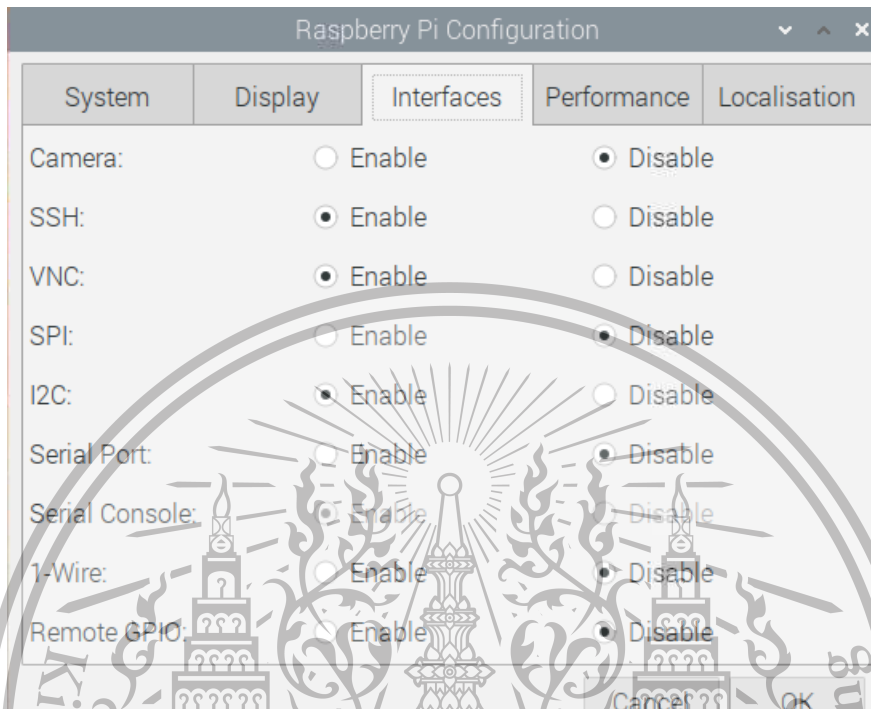 Raspberry Pi Configuration
System Display Interfaces Performance Localisation
Camera: Enable Disable
SSH: Enable Disable
VNC: Enable Disable
SPI: Enable Disable
I2C: Enable Disable
Serial Port: Enable Disable
Serial Console: Enable Disable
1-Wire: Enable Disable
Remote GPIO: Enable Disable
Cancel OK